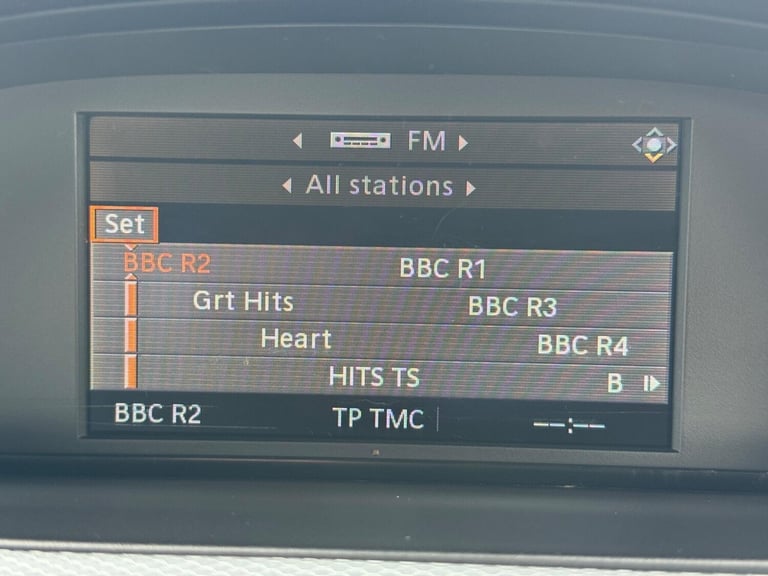 FM
All stations
Set
BBC R2 BBC R1
Grt Hits BBC R3
Heart BBC R4
HITS TS B
BBC R2 TP TMC --:--